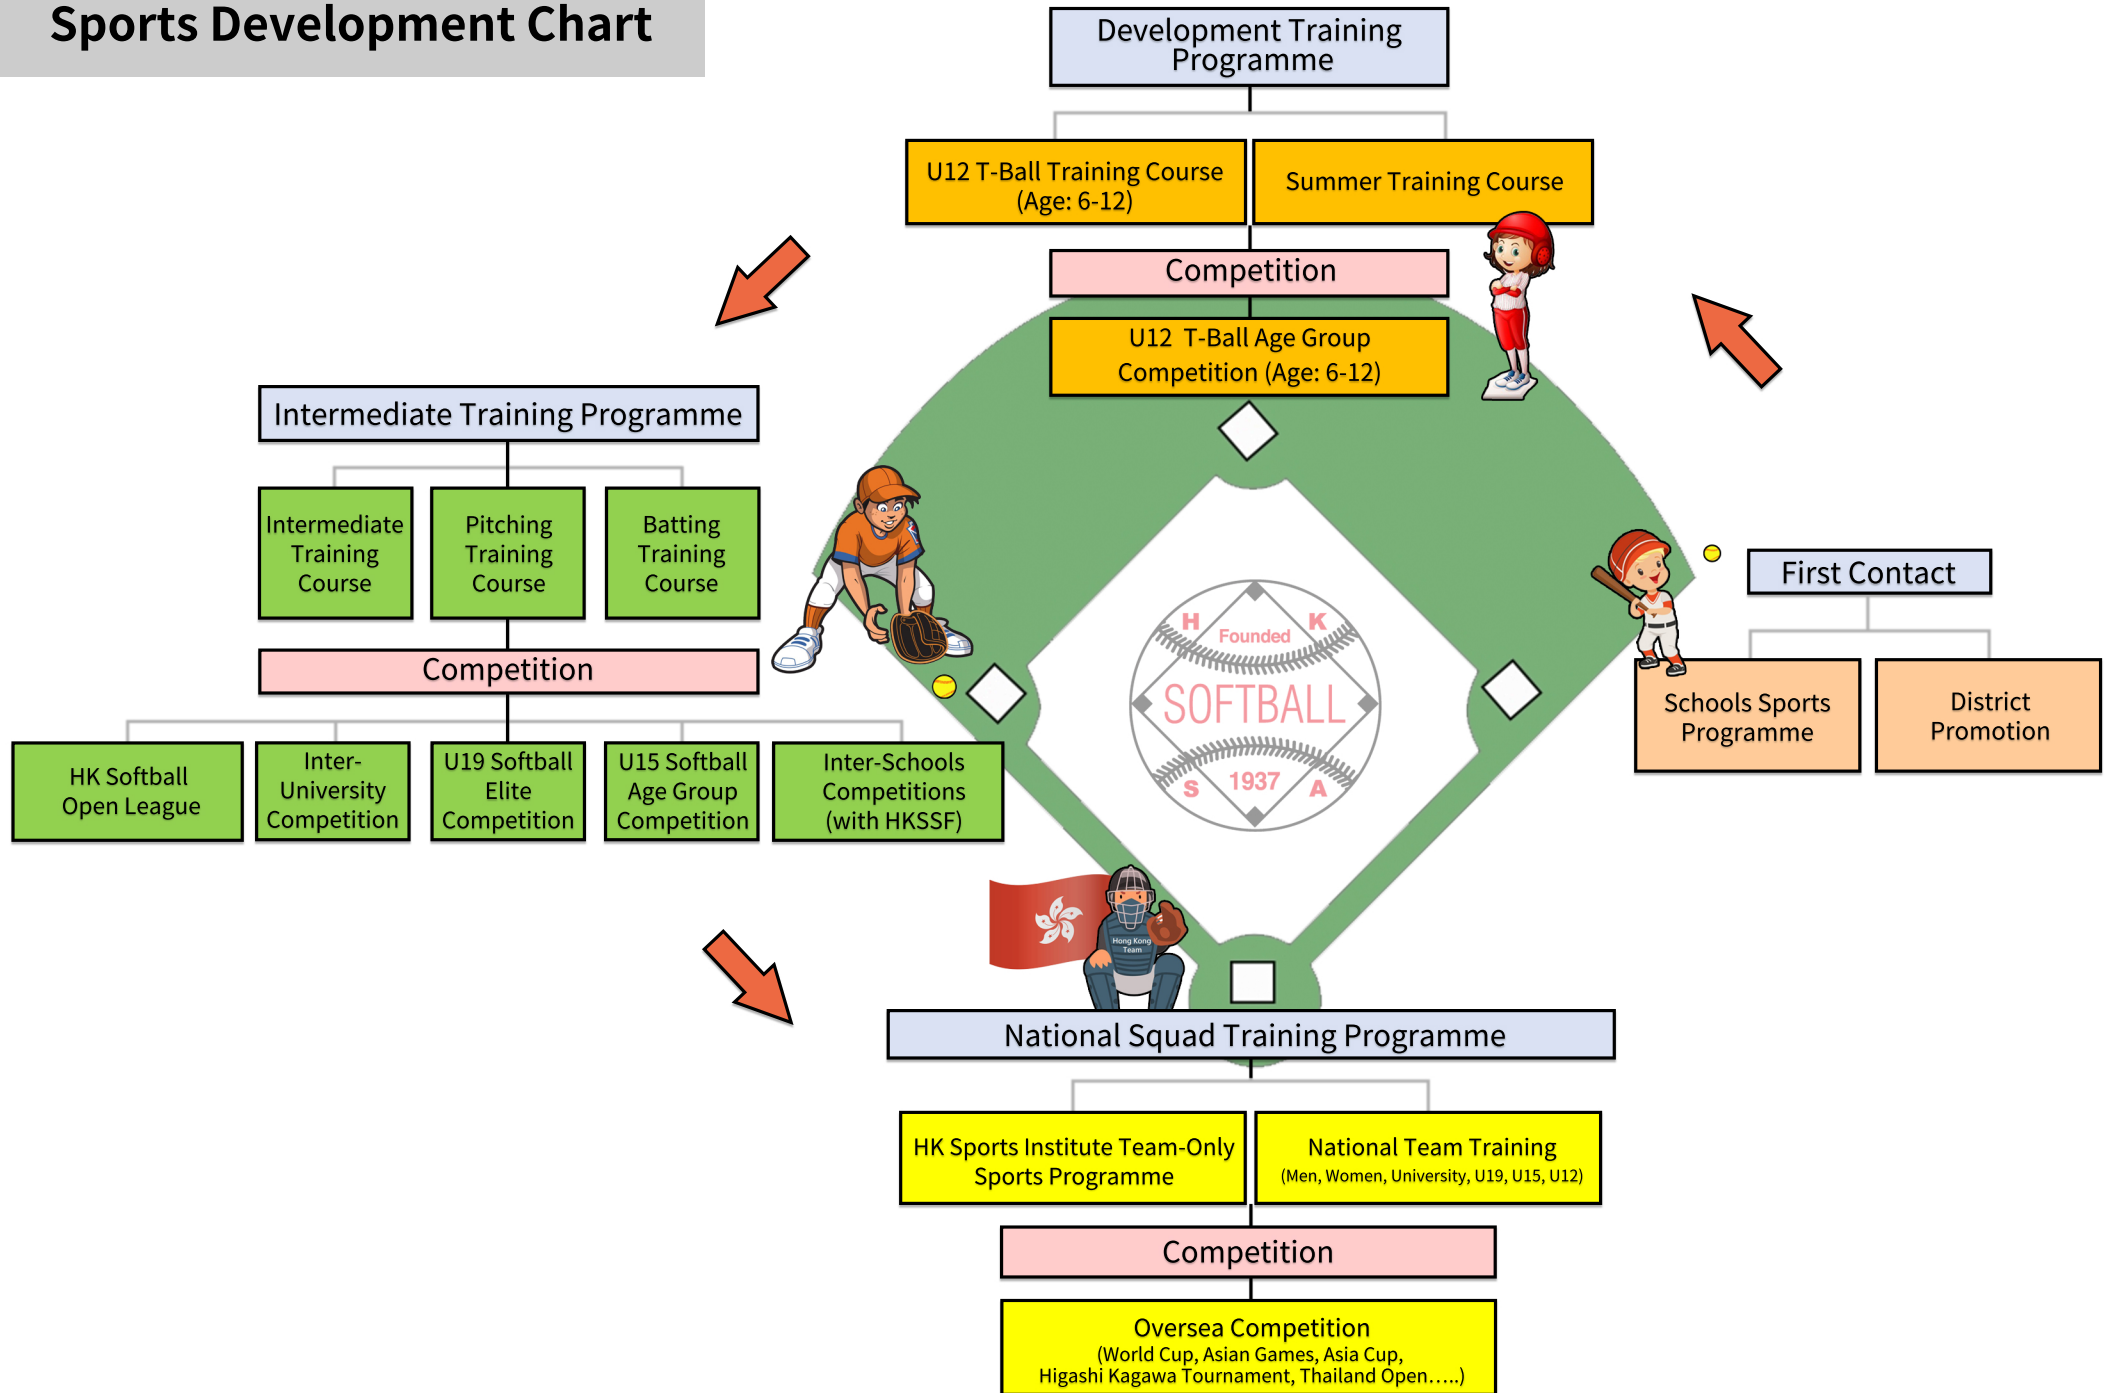 Sports Development Chart
Development Training
Programme
U12 T-Ball Training Course
(Age: 6-12)
Summer Training Course
Competition
U12 T-Ball Age Group
Competition (Age: 6-12)
Intermediate Training Programme
Intermediate
Training
Course
Pitching
Training
Course
Batting
Training
Course
Competition
HK Softball
Open League
Inter-
University
Competition
U19 Softball
Elite
Competition
U15 Softball
Age Group
Competition
Inter-Schools
Competitions
(with HKSSF)
First Contact
Schools Sports
Programme
District
Promotion
H K
Founded
SOFTBALL
1937
S A
Hong Kong
Team
National Squad Training Programme
HK Sports Institute Team-Only
Sports Programme
National Team Training
(Men, Women, University, U19, U15, U12)
Competition
Oversea Competition
(World Cup, Asian Games, Asia Cup,
Higashi Kagawa Tournament, Thailand Open…..)